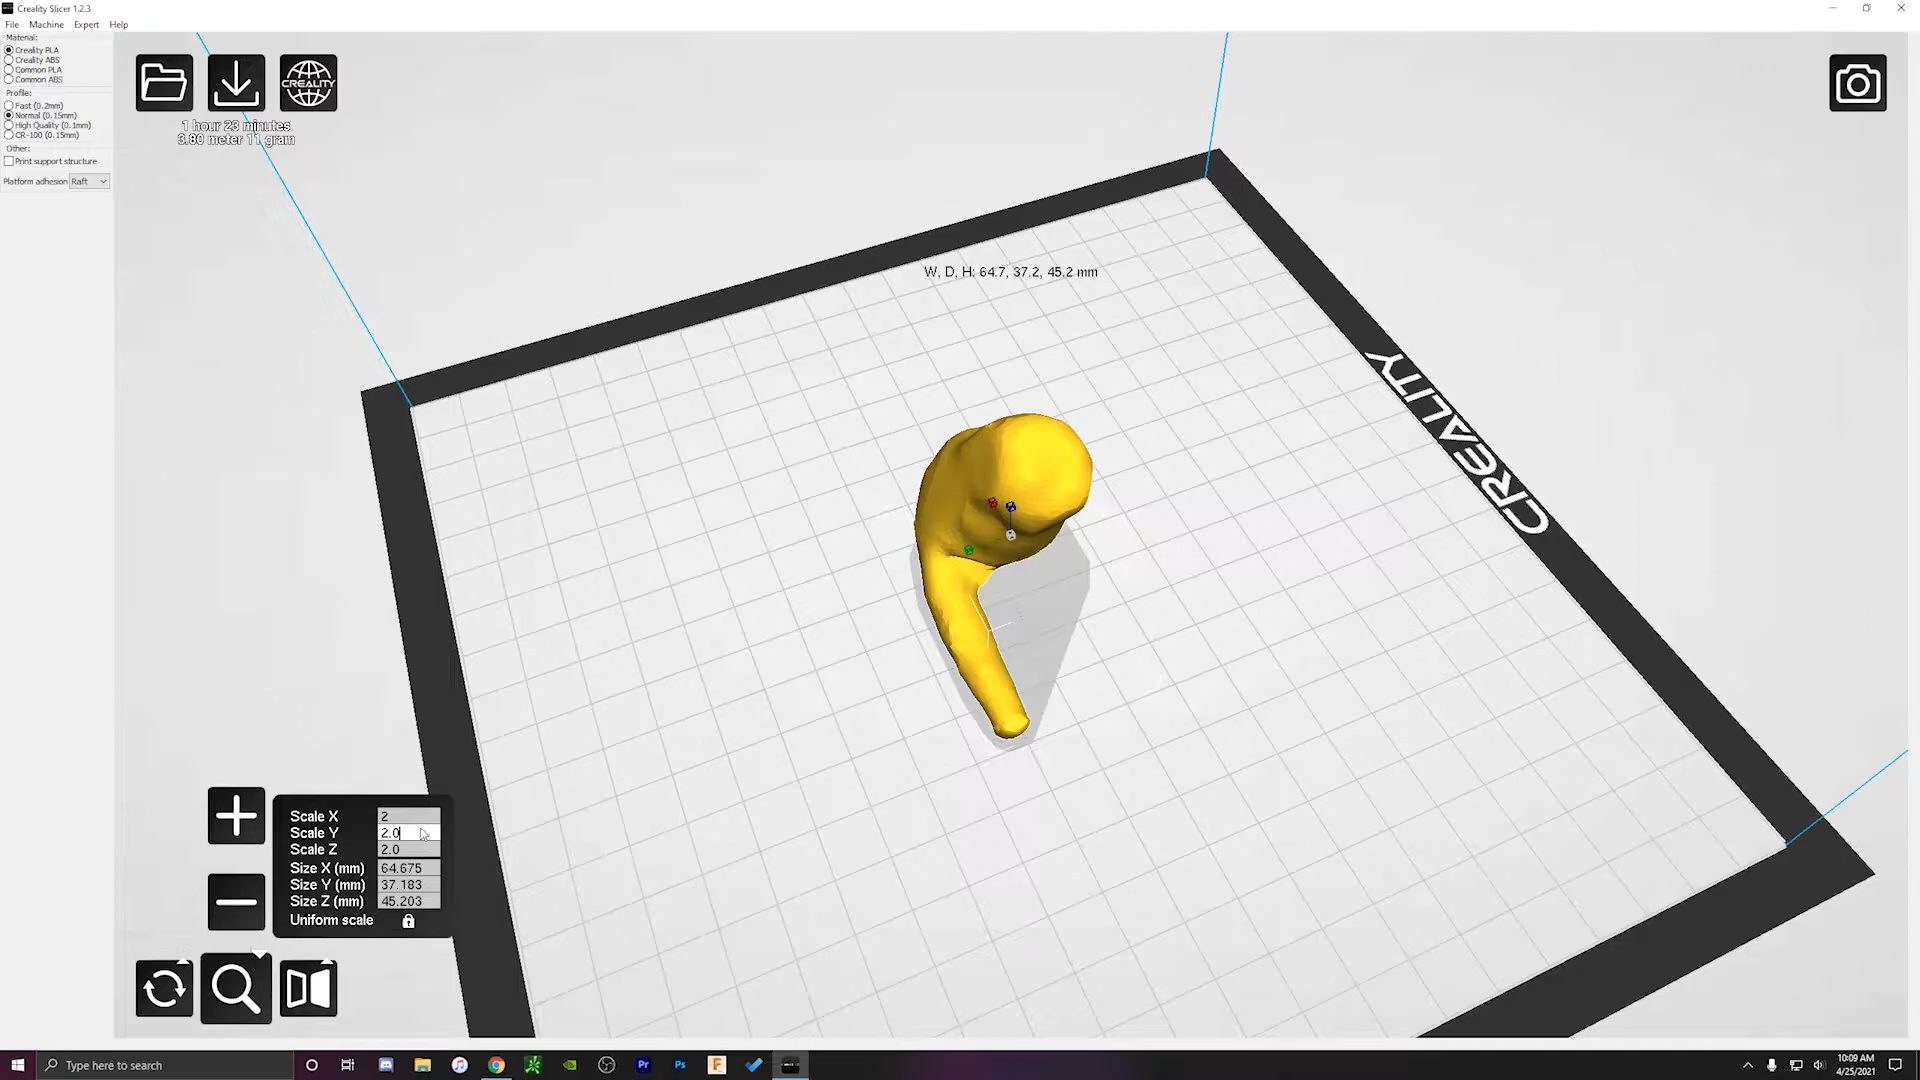 Creality Slicer 1.2.3
File Machine Expert Help
Material:
Creality PLA
Creality ABS
Common PLA
Common ABS
Profile:
Fast (0.2mm)
Normal (0.15mm)
High Quality (0.1mm)
CR-100 (0.15mm)
Other:
Print support structure
Platform adhesion Raft
CREALITY
1 hour 23 minutes
3.80 meter 11 gram
W, D, H: 64.7, 37.2, 45.2 mm
CREALITY
Scale X 2
Scale Y 2.0
Scale Z 2.0
Size X (mm) 64.675
Size Y (mm) 37.183
Size Z (mm) 45.203
Uniform scale
Type here to search
Pr
Ps
F
10:09 AM
4/25/2021